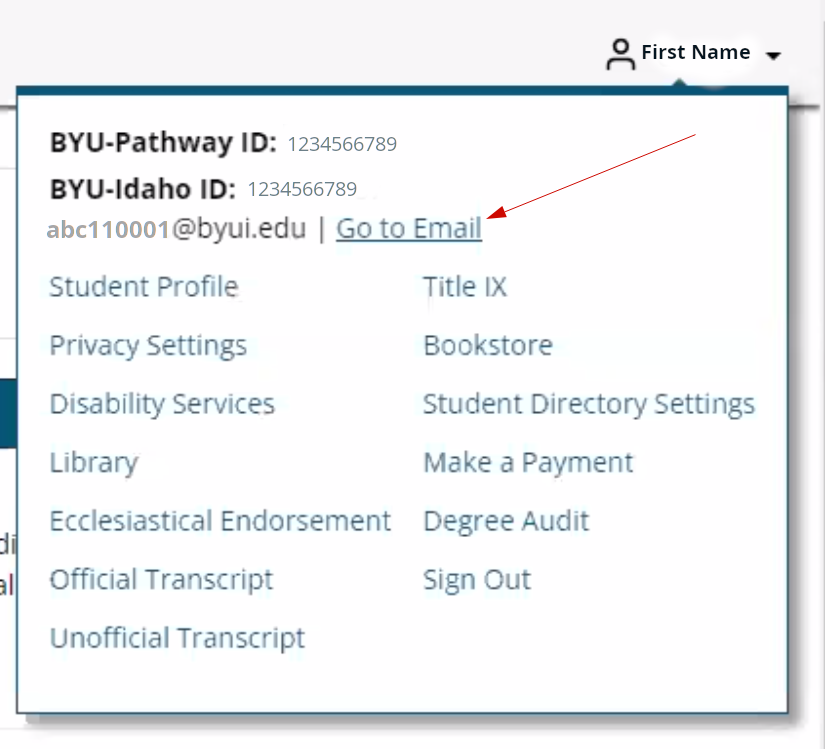 First Name
BYU-Pathway ID: 1234566789
BYU-Idaho ID: 1234566789
abc110001@byui.edu | Go to Email
Student Profile
Title IX
Privacy Settings
Bookstore
Disability Services
Student Directory Settings
Library
Make a Payment
Ecclesiastical Endorsement
Degree Audit
Official Transcript
Sign Out
Unofficial Transcript
di
al